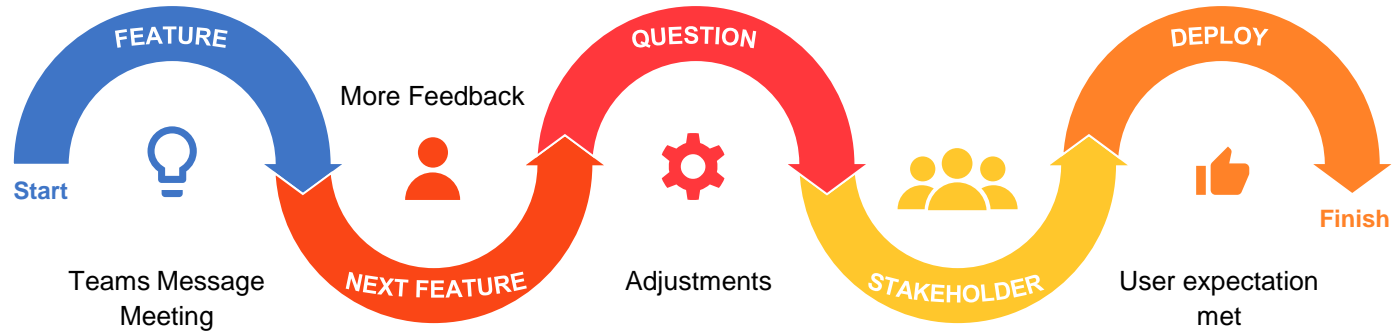 FEATURE
QUESTION
DEPLOY
More Feedback
Start
Finish
NEXT FEATURE
STAKEHOLDER
Teams Message
Meeting
Adjustments
User expectation
met